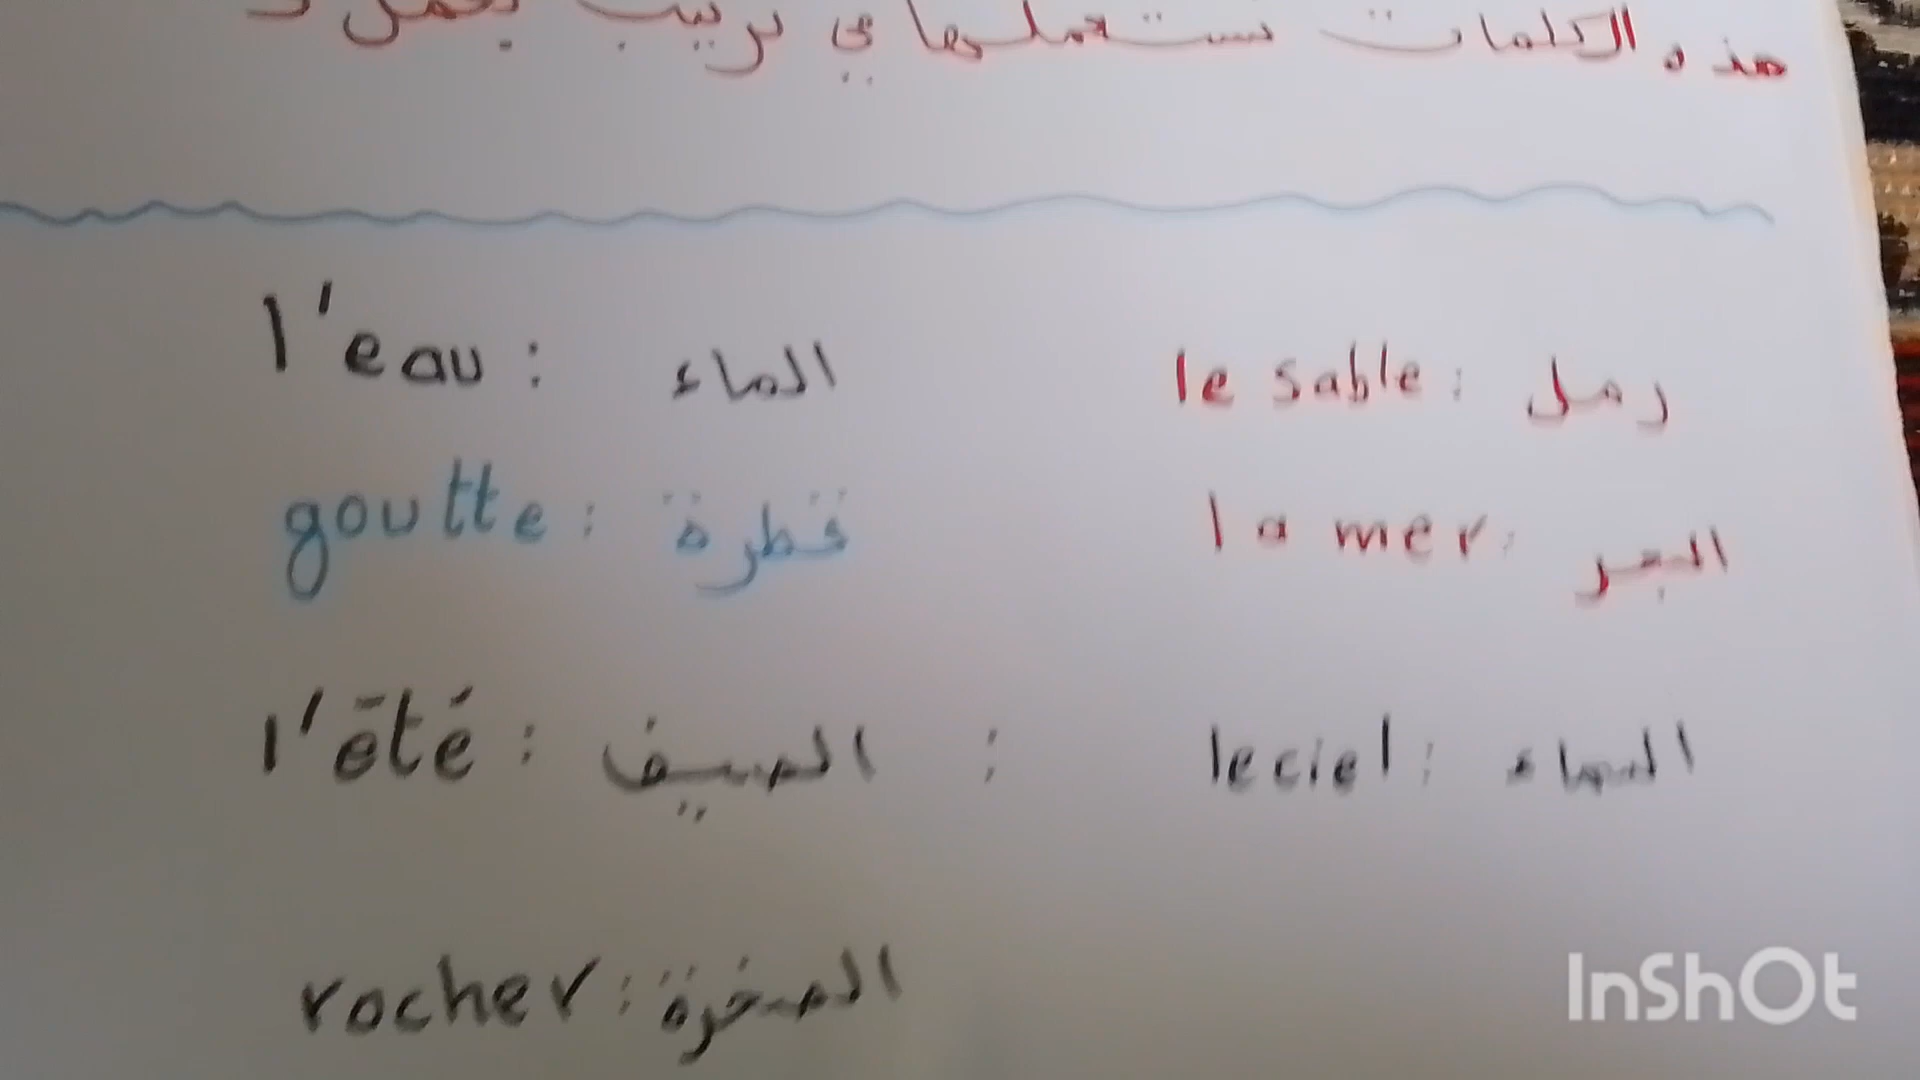 هذه الكلمات نستعملها في تركيب
l'eau : الماء
le sable : رمل
goutte : قطرة
la mer : البحر
l'été : الصيف :
le ciel : السماء
rocher : الصخرة
InShOt